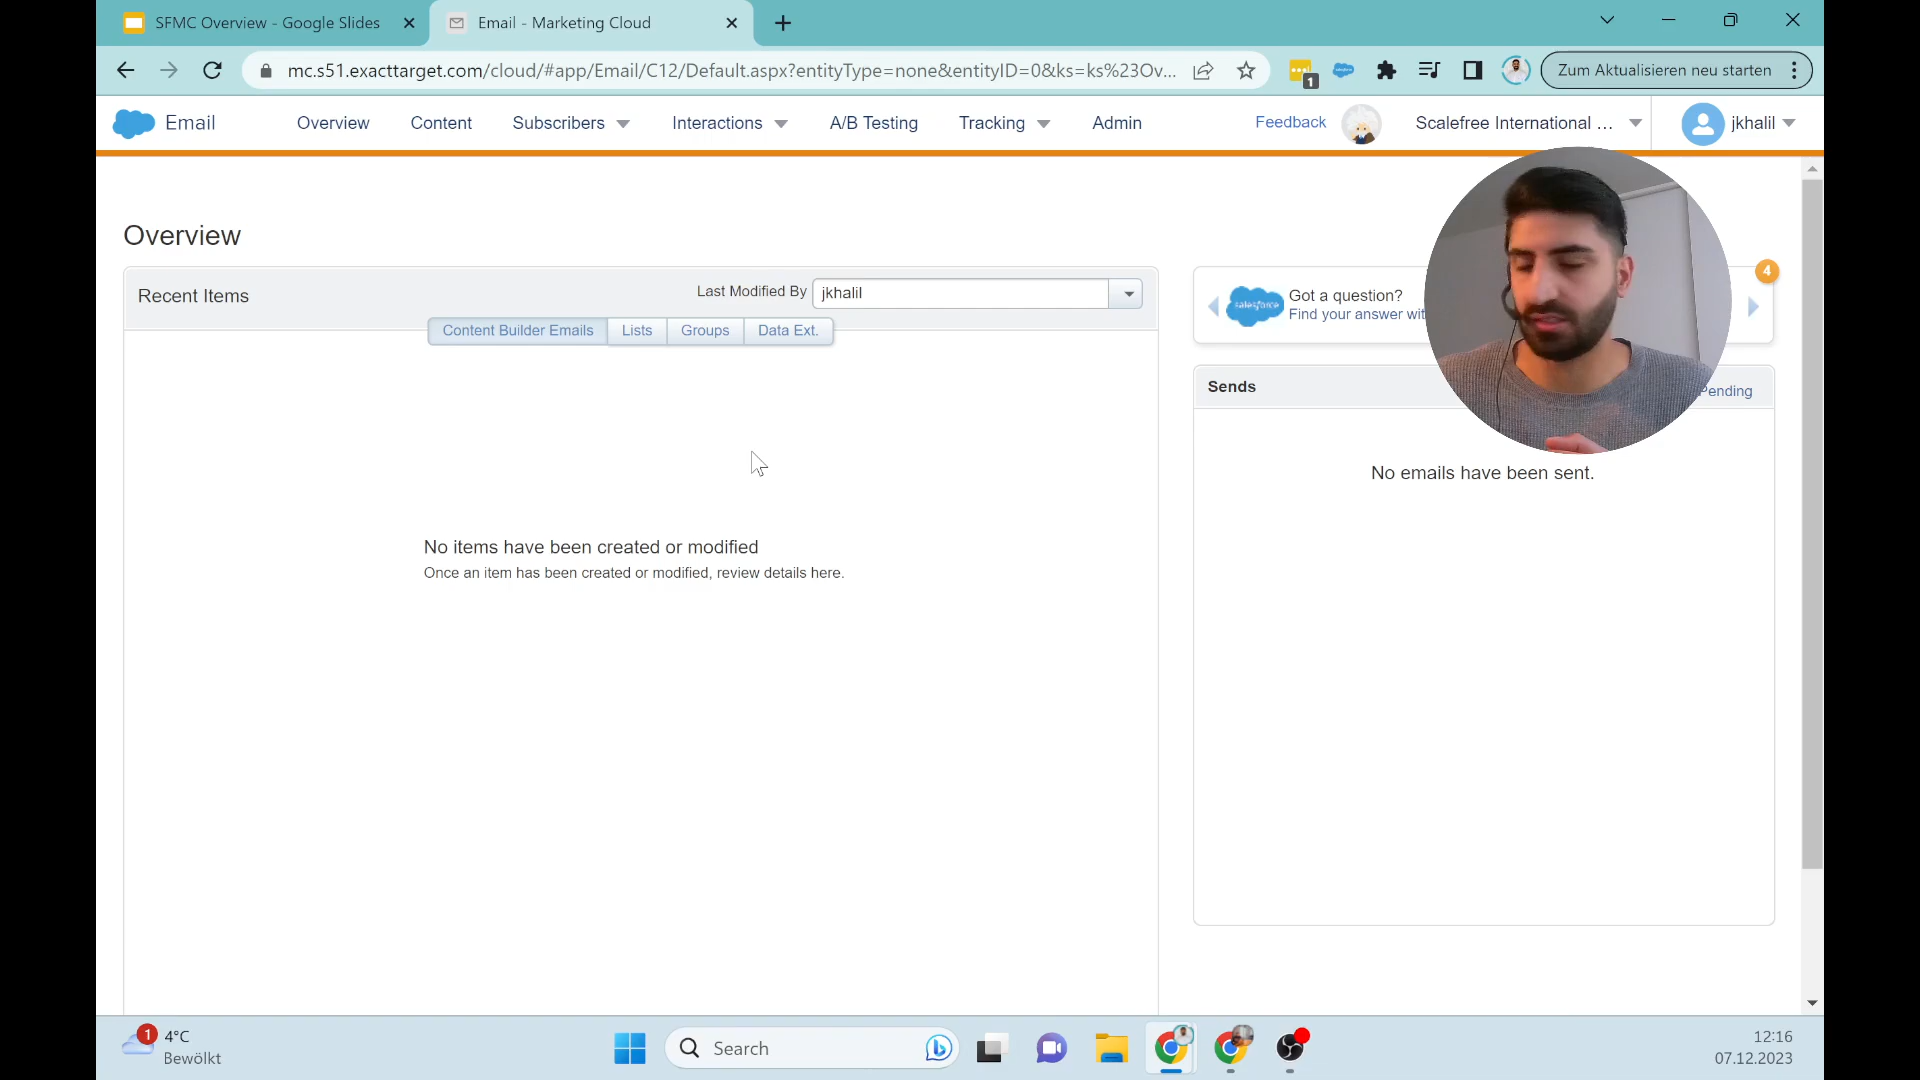 SFMC Overview - Google Slides
Email - Marketing Cloud
mc.s51.exacttarget.com/cloud/#app/Email/C12/Default.aspx?entityType=none&entityID=0&ks=ks%23Ov...
1
Zum Aktualisieren neu starten
Email
Overview
Content
Subscribers
Interactions
A/B Testing
Tracking
Admin
Feedback
Scalefree International ...
jkhalil
Overview
Recent Items
Last Modified By
jkhalil
Content Builder Emails
Lists
Groups
Data Ext.
No items have been created or modified
Once an item has been created or modified, review details here.
salesforce
Got a question?
Find your answer wit
4
Sends
Pending
No emails have been sent.
1
4°C
Bewölkt
Search
12:16
07.12.2023